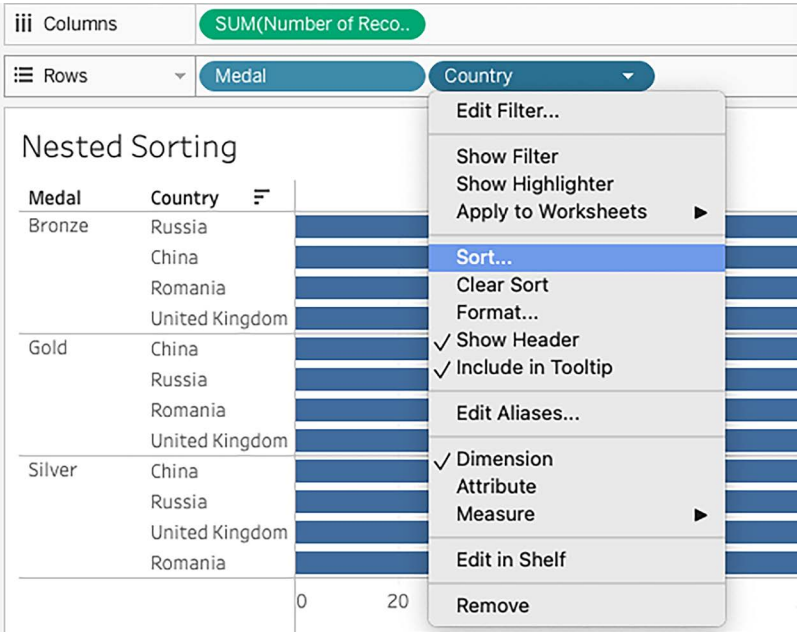 Columns SUM(Number of Reco..
Rows Medal Country
Edit Filter...
Show Filter
Show Highlighter
Apply to Worksheets
Sort...
Clear Sort
Format...
Show Header
Include in Tooltip
Edit Aliases...
Dimension
Attribute
Measure
Edit in Shelf
Remove
Nested Sorting
Medal Country
Bronze Russia
China
Romania
United Kingdom
Gold China
Russia
Romania
United Kingdom
Silver China
Russia
United Kingdom
Romania
0 20